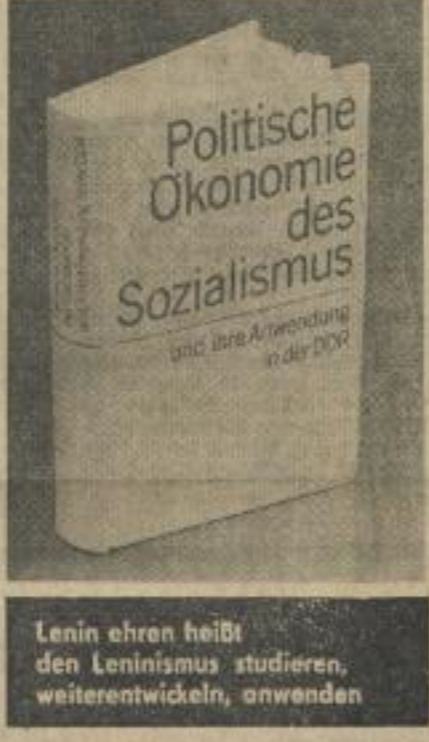 Politische
Ökonomie
des
Sozialismus
und ihre Anwendung
in der DDR
Lenin ehren heißt
den Leninismus studieren,
weiterentwickeln, anwenden